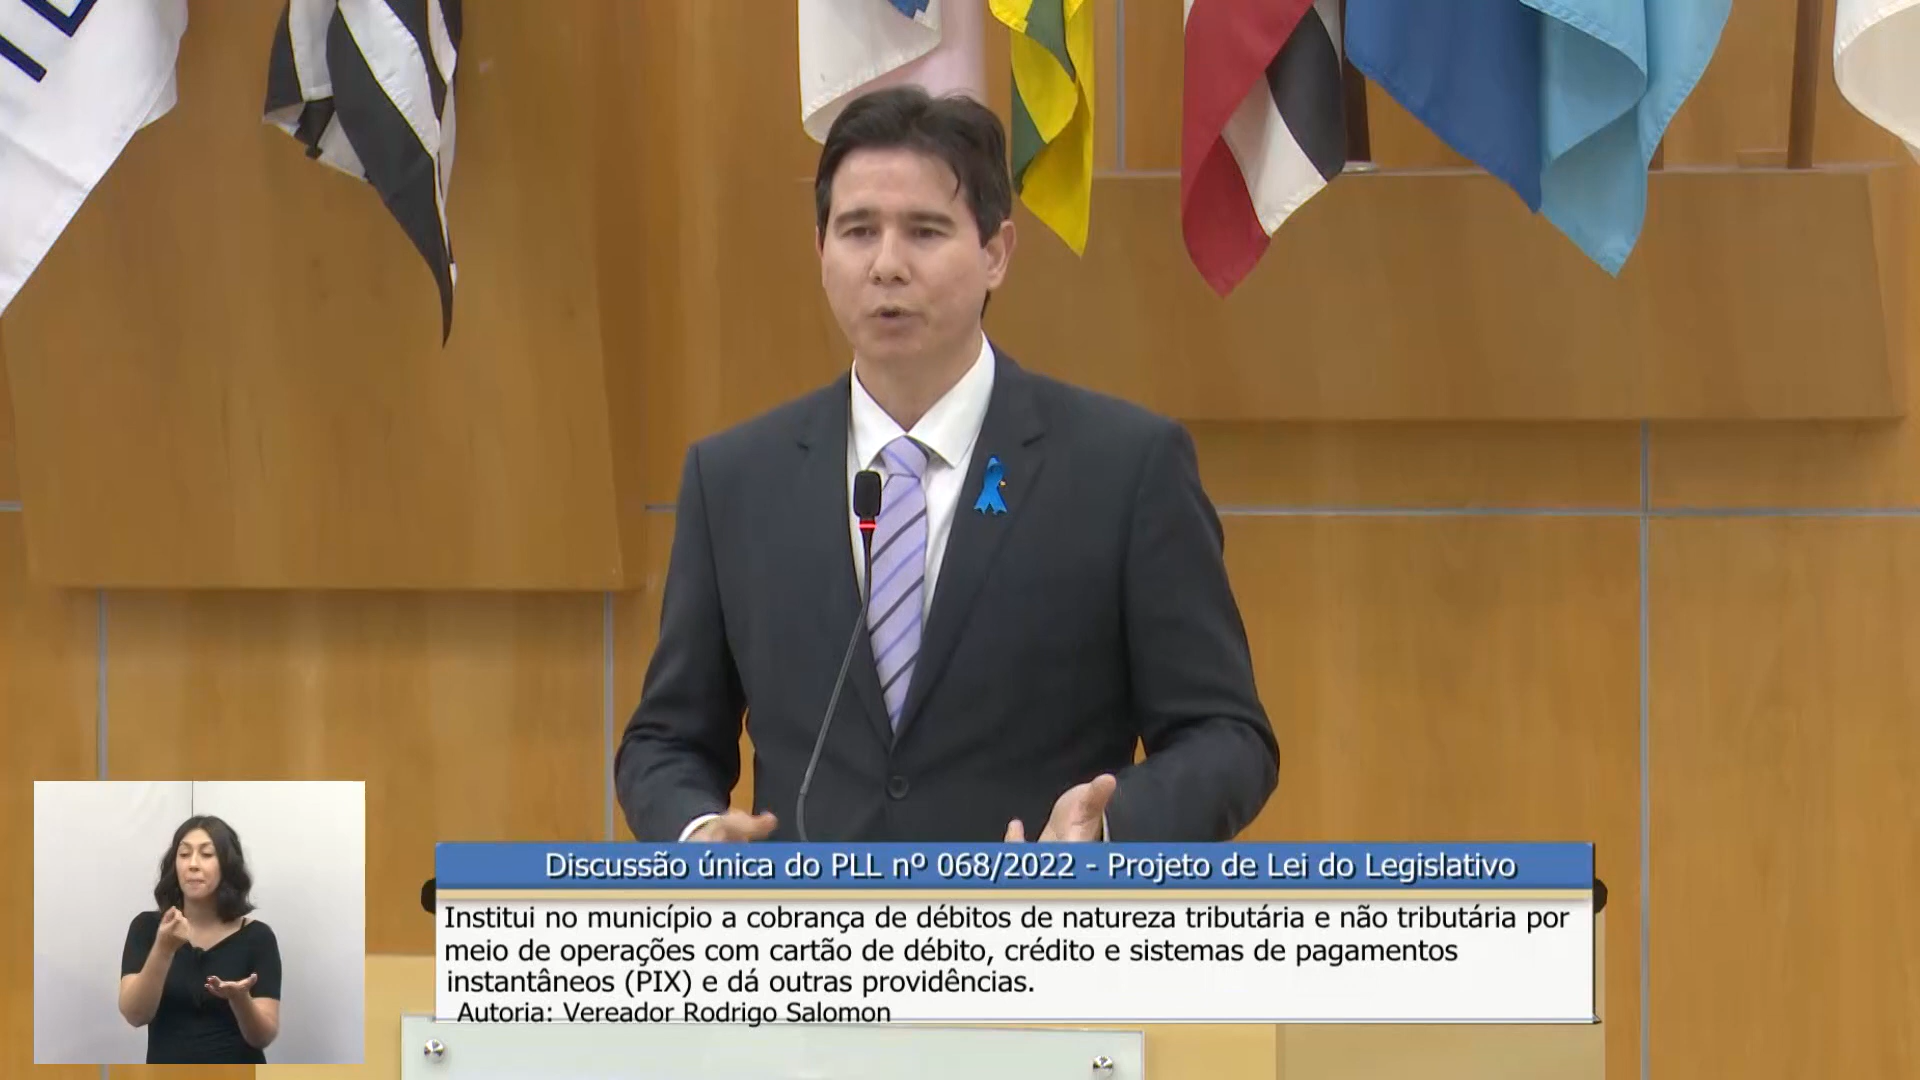 Discussão única do PLL nº 068/2022 - Projeto de Lei do Legislativo
Institui no município a cobrança de débitos de natureza tributária e não tributária por
meio de operações com cartão de débito, crédito e sistemas de pagamentos
instantâneos (PIX) e dá outras providências.
Autoria: Vereador Rodrigo Salomon